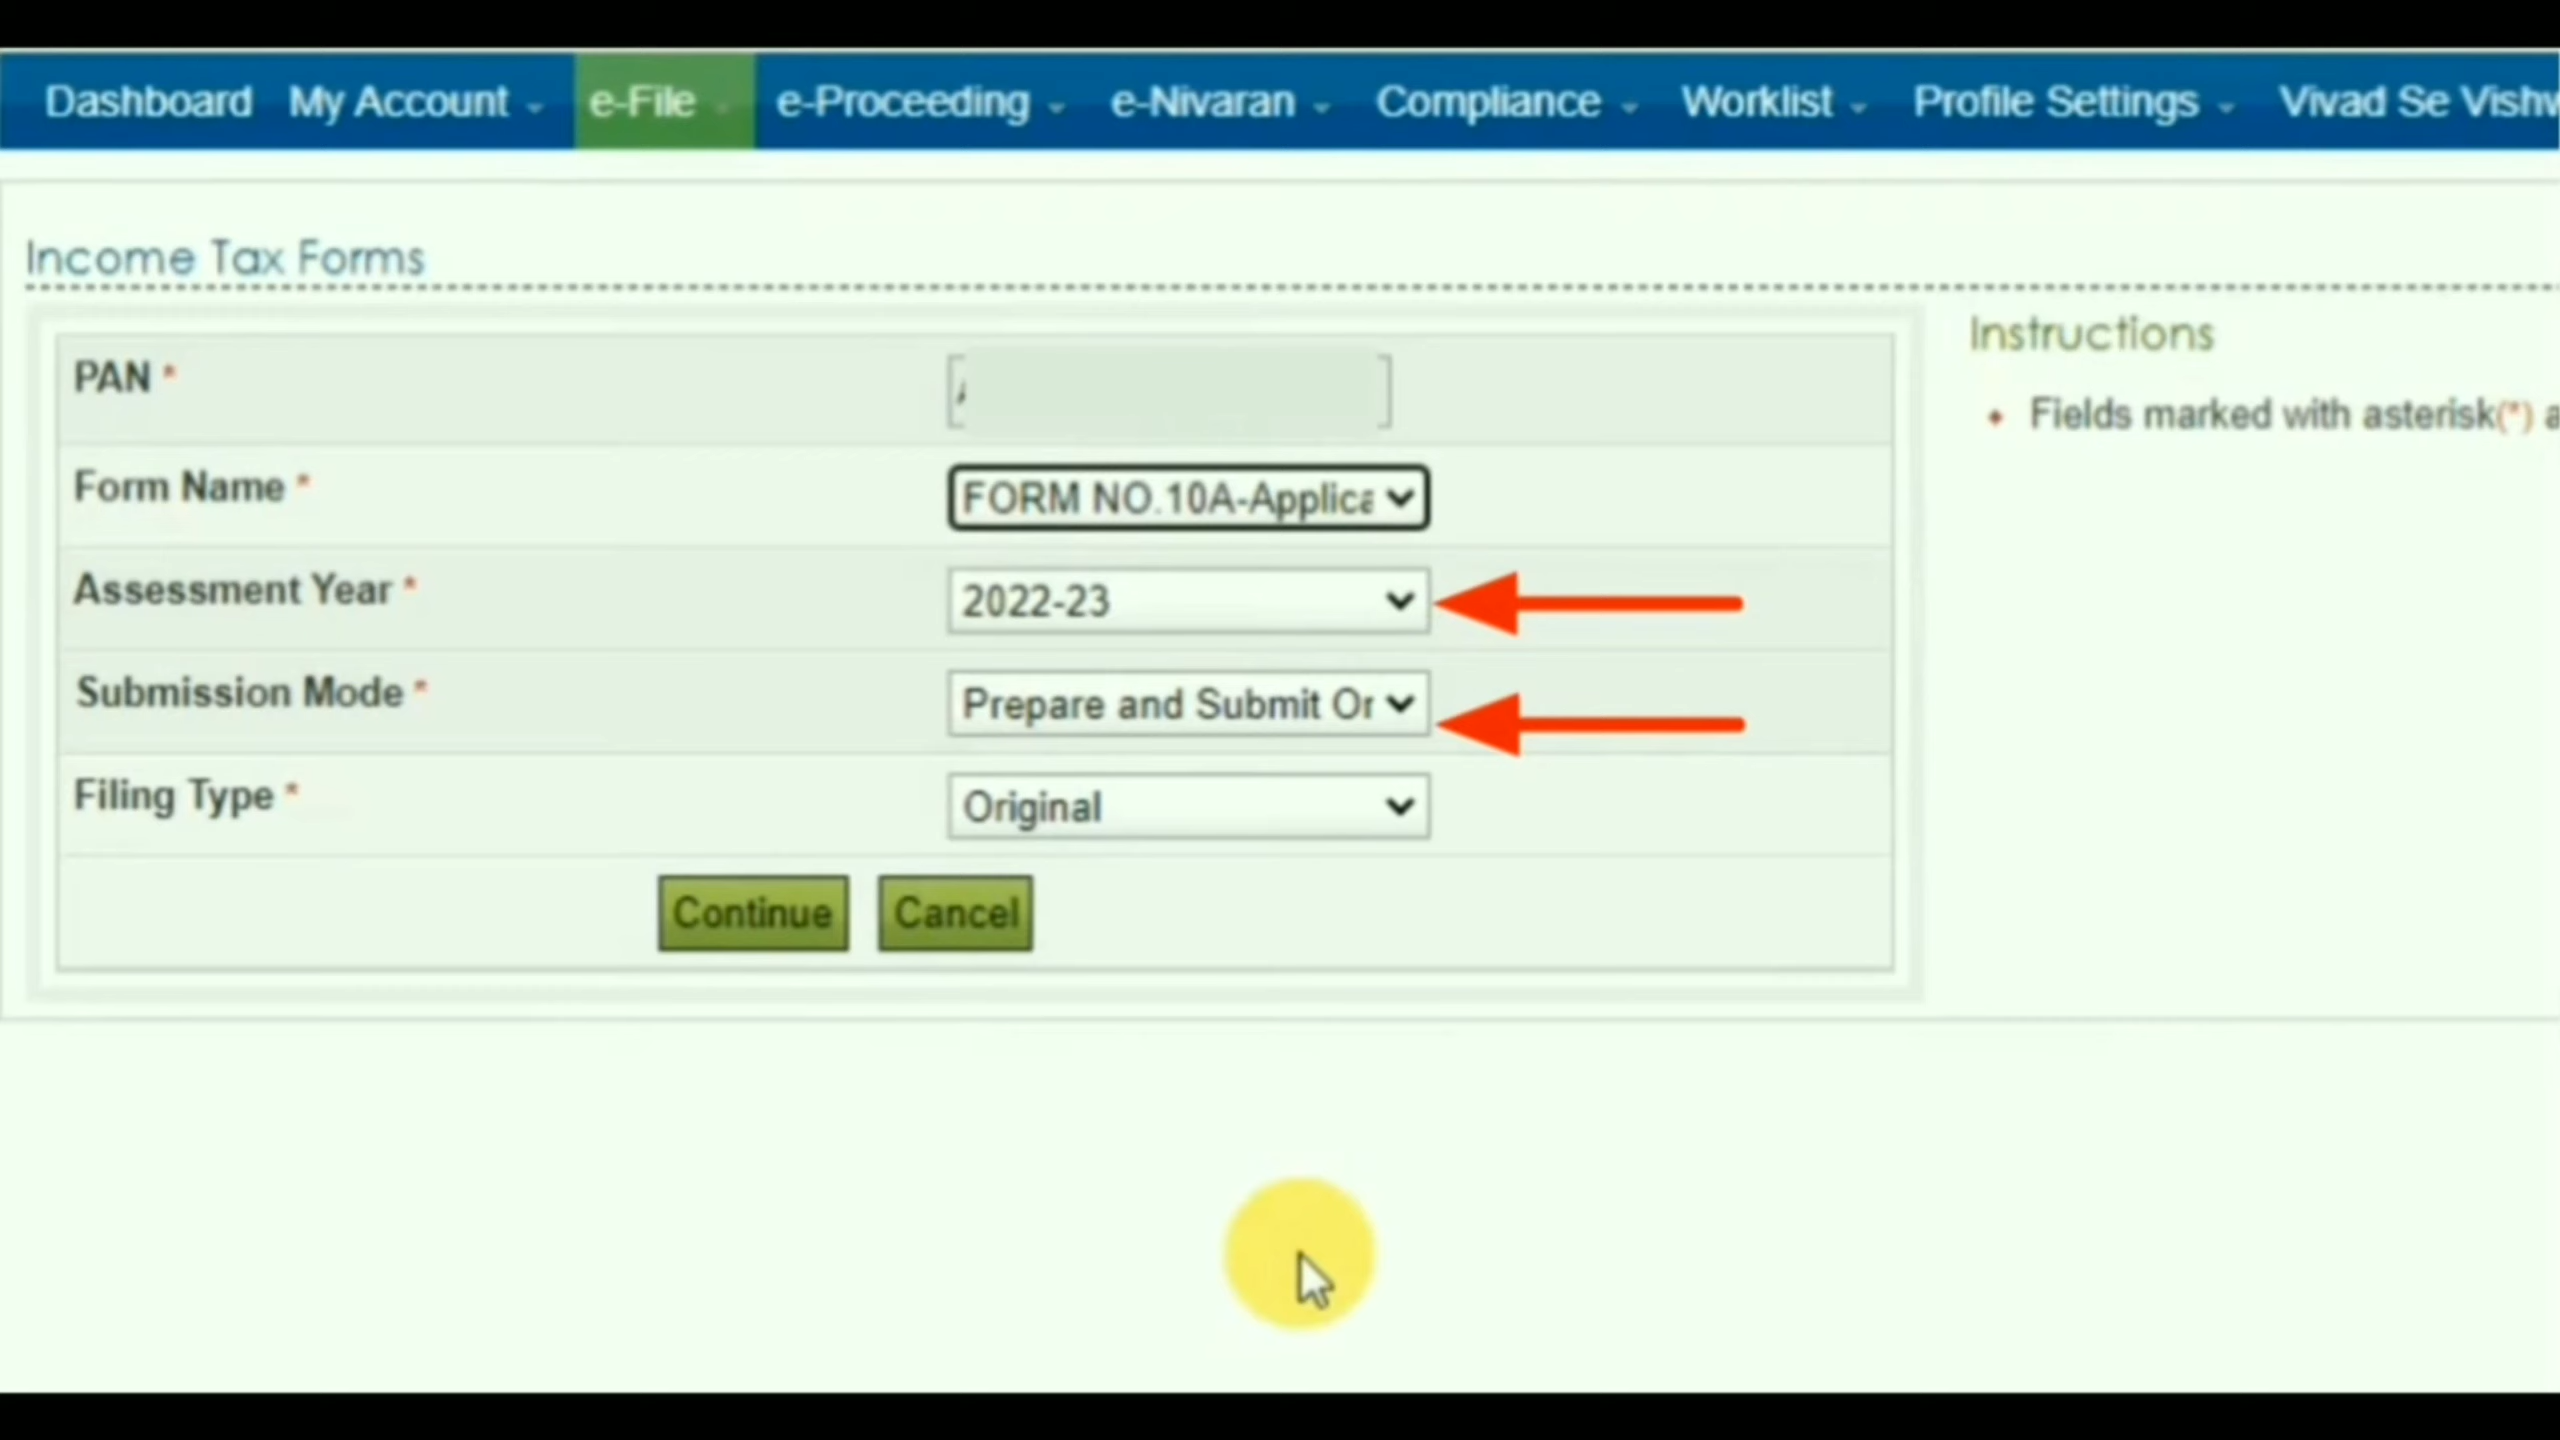 Dashboard My Account e-File e-Proceeding e-Nivaran Compliance Worklist Profile Settings Vivad Se Vishv
Income Tax Forms
Instructions
Fields marked with asterisk(*) a
PAN *
Form Name * FORM NO.10A-Applica
Assessment Year * 2022-23
Submission Mode * Prepare and Submit Or
Filing Type * Original
Continue Cancel